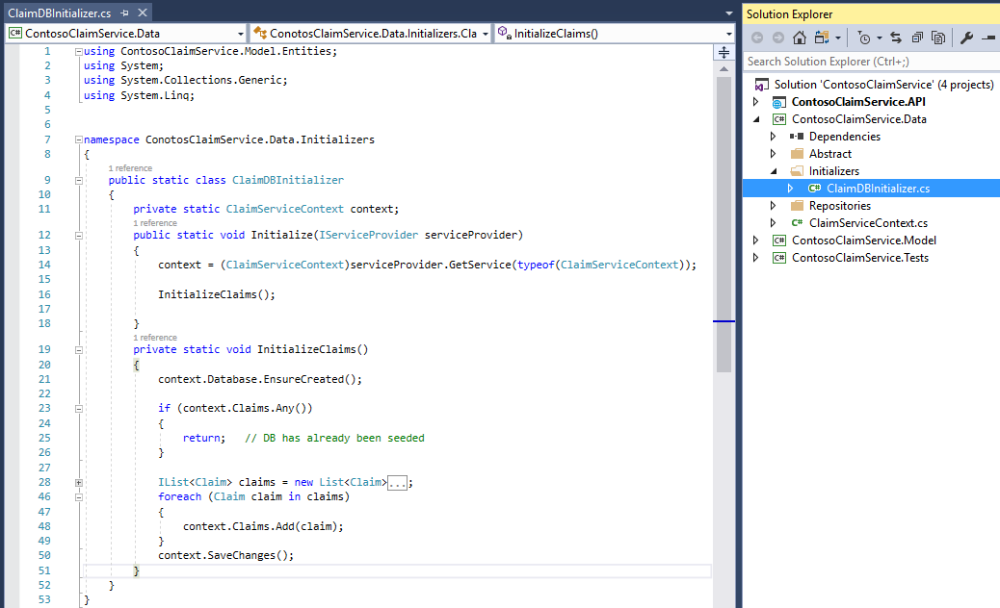 ClaimDBInitializer.cs
ContosoClaimService.Data
ConotosClaimService.Data.Initializers.Cla
InitializeClaims()
1 using ContosoClaimService.Model.Entities;
2 using System;
3 using System.Collections.Generic;
4 using System.Linq;
5
6
7 namespace ConotosClaimService.Data.Initializers
8 {
1 reference
9 public static class ClaimDBInitializer
10 {
11 private static ClaimServiceContext context;
1 reference
12 public static void Initialize(IServiceProvider serviceProvider)
13 {
14 context = (ClaimServiceContext)serviceProvider.GetService(typeof(ClaimServiceContext));
15
16 InitializeClaims();
17
18 }
1 reference
19 private static void InitializeClaims()
20 {
21 context.Database.EnsureCreated();
22
23 if (context.Claims.Any())
24 {
25 return; // DB has already been seeded
26 }
27
28 IList<Claim> claims = new List<Claim>...;
46 foreach (Claim claim in claims)
47 {
48 context.Claims.Add(claim);
49 }
50 context.SaveChanges();
51 }
52 }
53 }
Solution Explorer
Search Solution Explorer (Ctrl+;)
Solution 'ContosoClaimService' (4 projects)
ContosoClaimService.API
C# ContosoClaimService.Data
Dependencies
Abstract
Initializers
C# ClaimDBInitializer.cs
Repositories
C# ClaimServiceContext.cs
C# ContosoClaimService.Model
C# ContosoClaimService.Tests